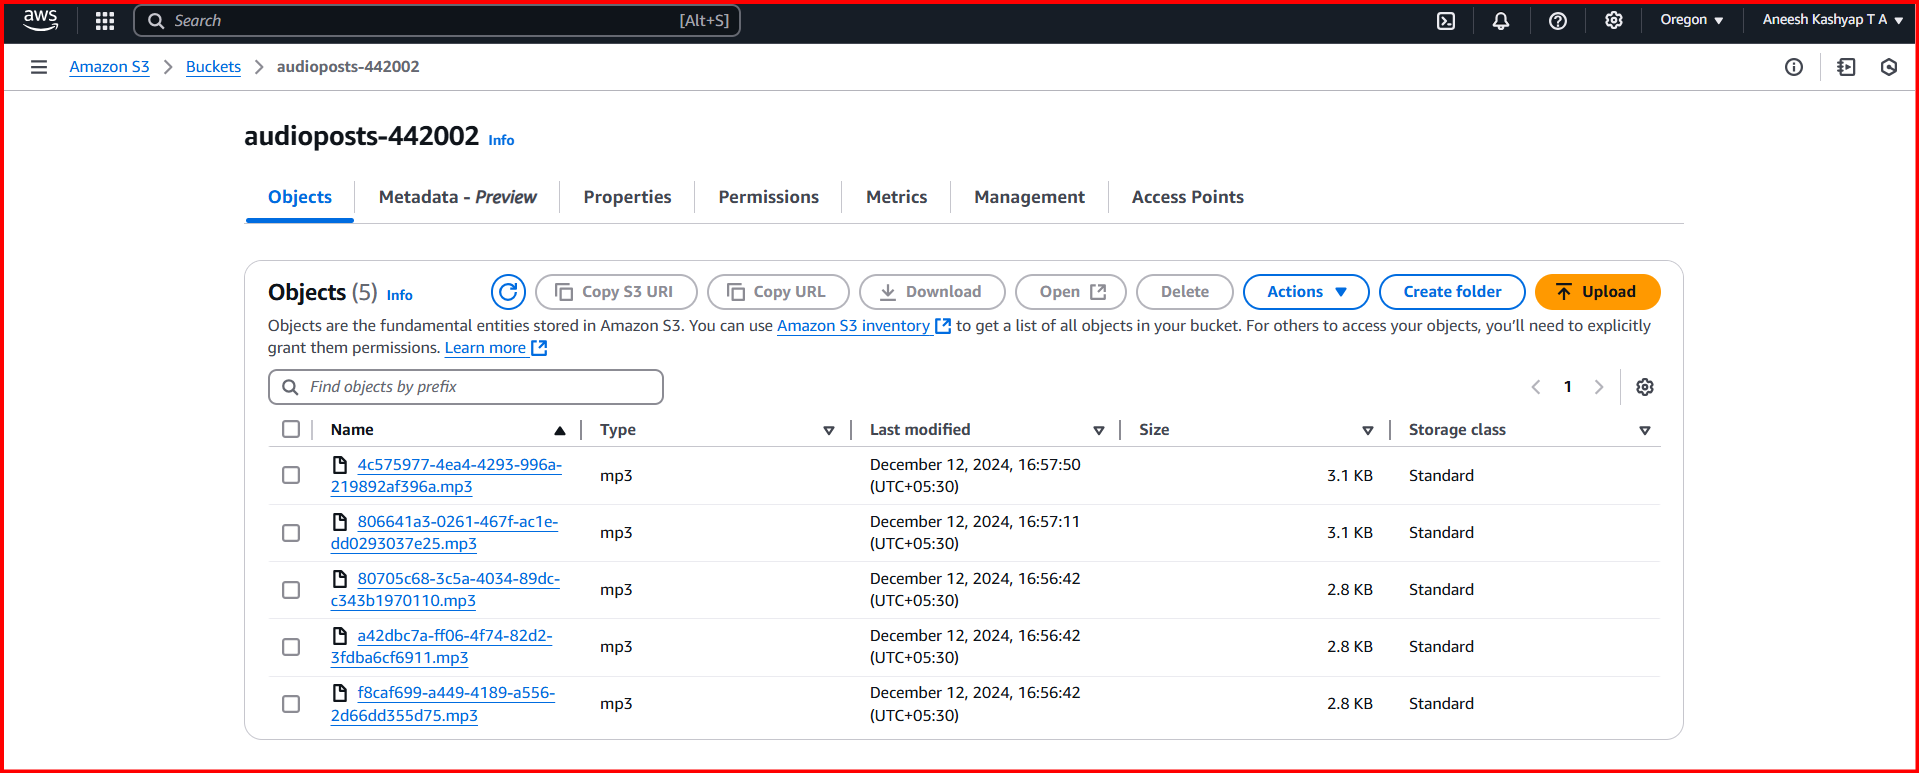 aws Search [Alt+S] Oregon Aneesh Kashyap T A
Amazon S3 Buckets audioposts-442002
audioposts-442002 Info
Objects Metadata - Preview Properties Permissions Metrics Management Access Points
Objects (5) Info Copy S3 URI Copy URL Download Open Delete Actions Create folder Upload
Objects are the fundamental entities stored in Amazon S3. You can use Amazon S3 inventory to get a list of all objects in your bucket. For others to access your objects, you'll need to explicitly
grant them permissions. Learn more
Find objects by prefix 1
Name Type Last modified Size Storage class
4c575977-4ea4-4293-996a-
219892af396a.mp3 mp3 December 12, 2024, 16:57:50
(UTC+05:30) 3.1 KB Standard
806641a3-0261-467f-ac1e-
dd0293037e25.mp3 mp3 December 12, 2024, 16:57:11
(UTC+05:30) 3.1 KB Standard
80705c68-3c5a-4034-89dc-
c343b1970110.mp3 mp3 December 12, 2024, 16:56:42
(UTC+05:30) 2.8 KB Standard
a42dbc7a-ff06-4f74-82d2-
3fdba6cf6911.mp3 mp3 December 12, 2024, 16:56:42
(UTC+05:30) 2.8 KB Standard
f8caf699-a449-4189-a556-
2d66dd355d75.mp3 mp3 December 12, 2024, 16:56:42
(UTC+05:30) 2.8 KB Standard